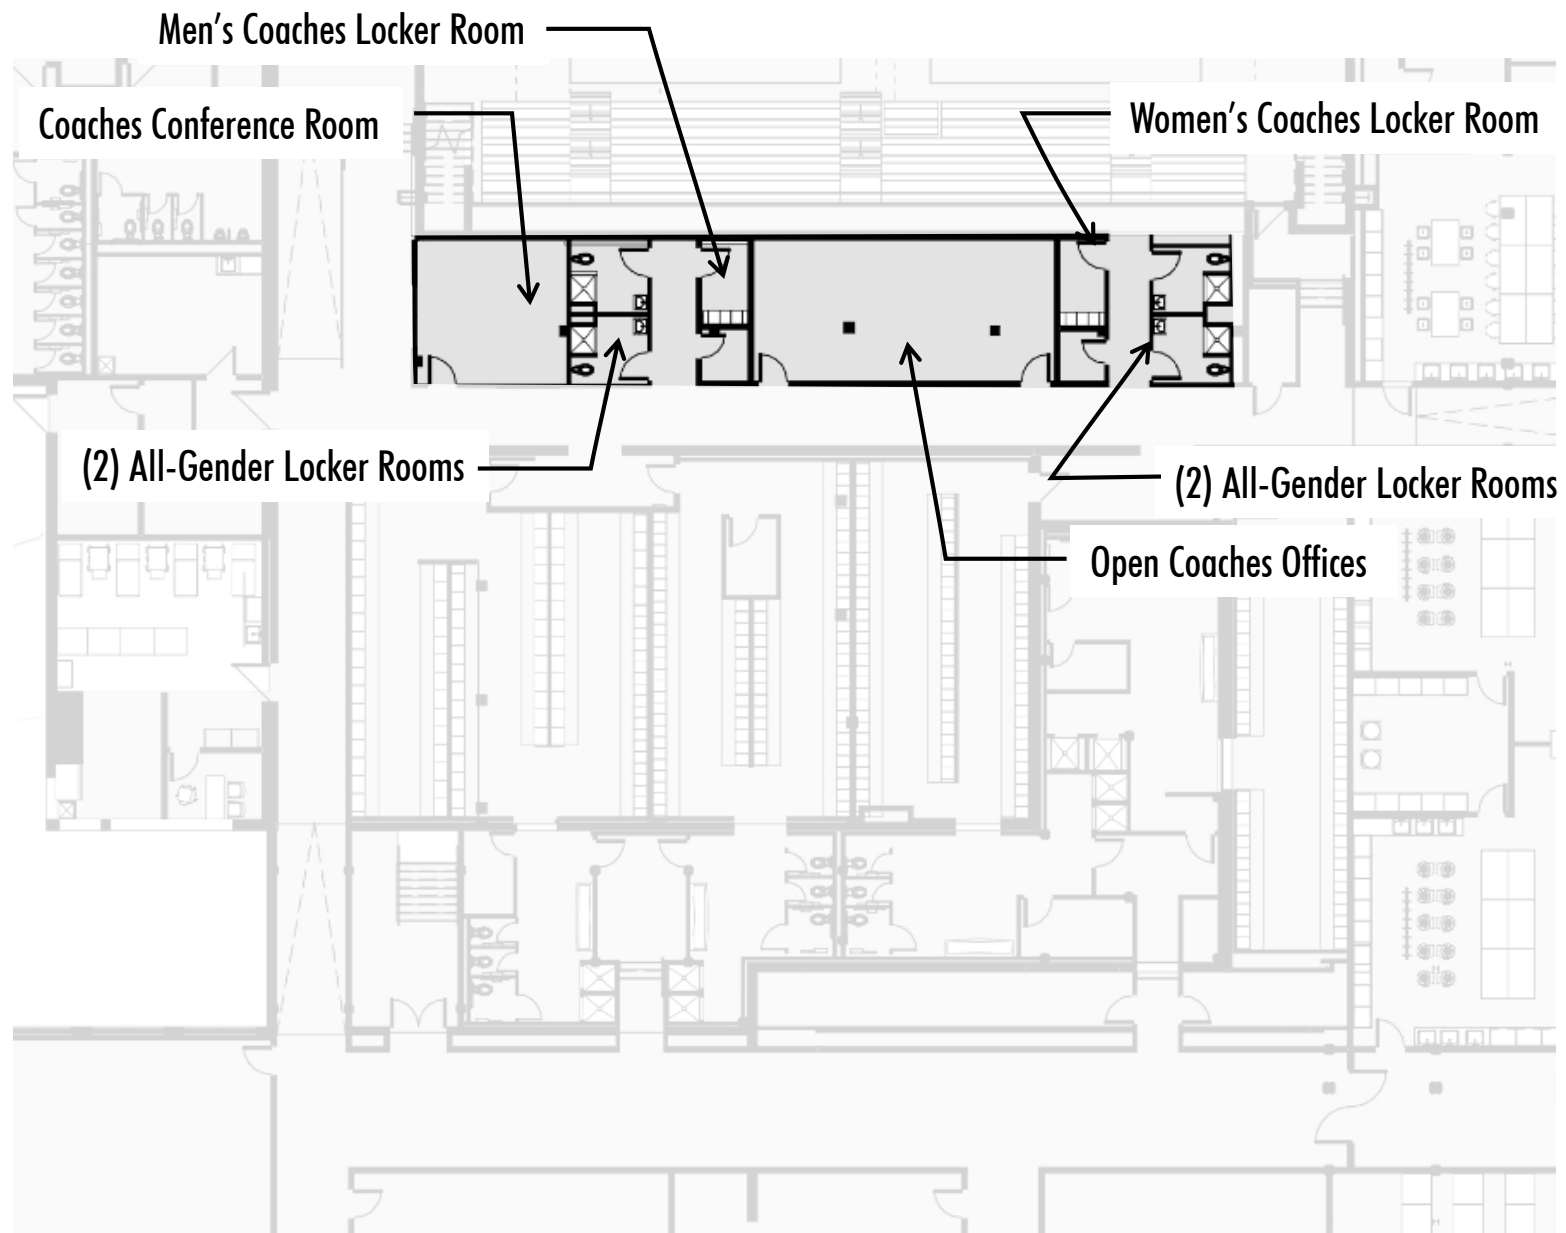 Men’s Coaches Locker Room
Coaches Conference Room
Women’s Coaches Locker Room
(2) All-Gender Locker Rooms
(2) All-Gender Locker Rooms
Open Coaches Offices